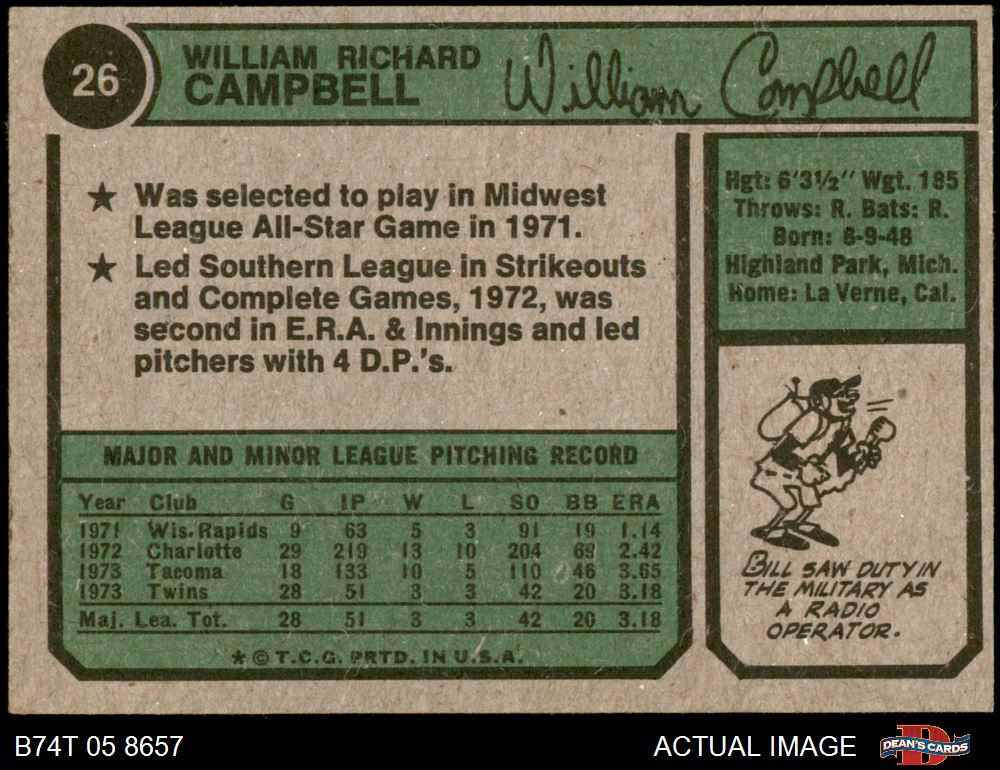 26
WILLIAM RICHARD
CAMPBELL
William Campbell
★ Was selected to play in Midwest
League All-Star Game in 1971.
★ Led Southern League in Strikeouts
and Complete Games, 1972, was
second in E.R.A. & Innings and led
pitchers with 4 D.P.'s.
Hgt: 6'3½" Wgt. 185
Throws: R. Bats: R.
Born: 8-9-48
Highland Park, Mich.
Home: La Verne, Cal.
MAJOR AND MINOR LEAGUE PITCHING RECORD
Year Club G IP W L SO BB ERA
1971 Wis. Rapids 9 63 5 3 91 19 1.14
1972 Charlotte 29 219 13 10 204 69 2.42
1973 Tacoma 18 133 10 5 110 46 3.65
1973 Twins 28 51 3 3 42 20 3.18
Maj. Lea. Tot. 28 51 3 3 42 20 3.18
★ © T.C.G. PRTD. IN U.S.A.
BILL SAW DUTY IN
THE MILITARY AS
A RADIO
OPERATOR.
B74T 05 8657
ACTUAL IMAGE
DEAN'S CARDS